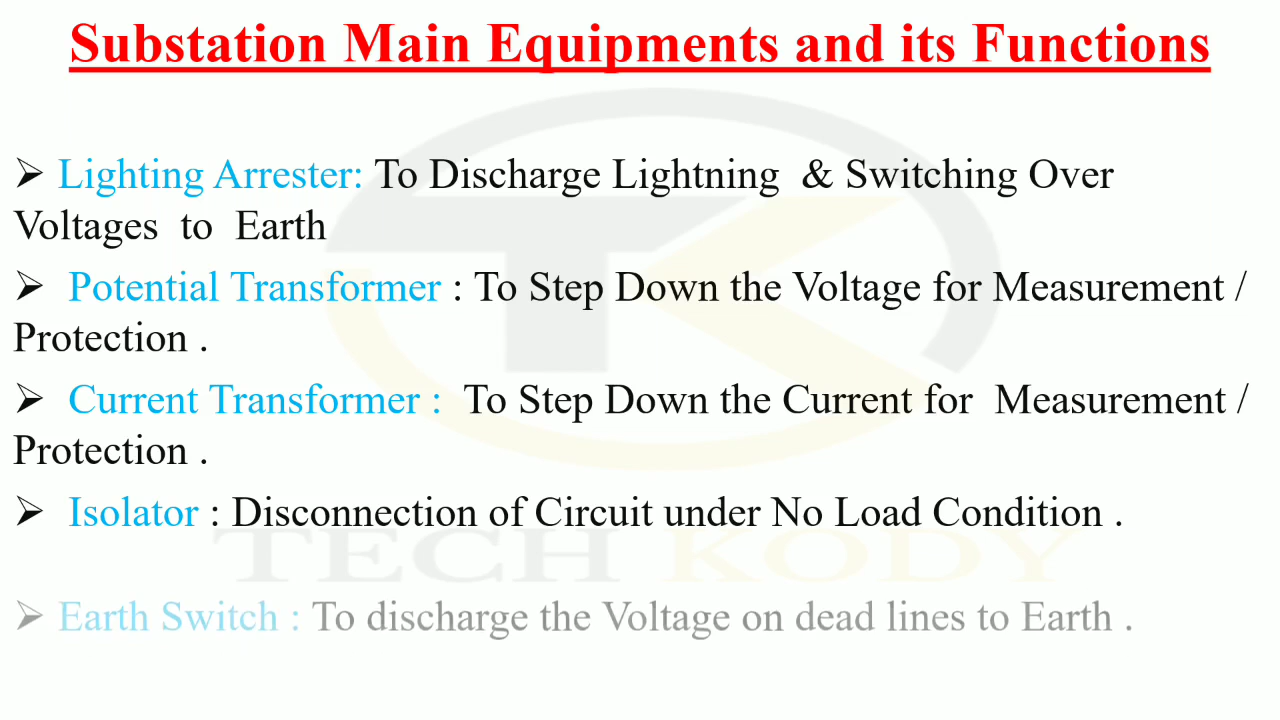 Substation Main Equipments and its Functions
➢ Lighting Arrester: To Discharge Lightning & Switching Over
Voltages to Earth
➢ Potential Transformer : To Step Down the Voltage for Measurement /
Protection .
➢ Current Transformer : To Step Down the Current for Measurement /
Protection .
➢ Isolator : Disconnection of Circuit under No Load Condition .
TECH KODY
➢ Earth Switch : To discharge the Voltage on dead lines to Earth .